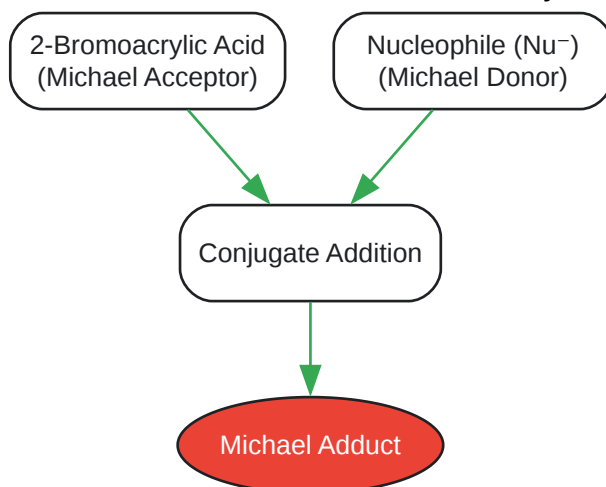 2-Bromoacrylic Acid
(Michael Acceptor)
Nucleophile (Nu⁻)
(Michael Donor)
Conjugate Addition
Michael Adduct